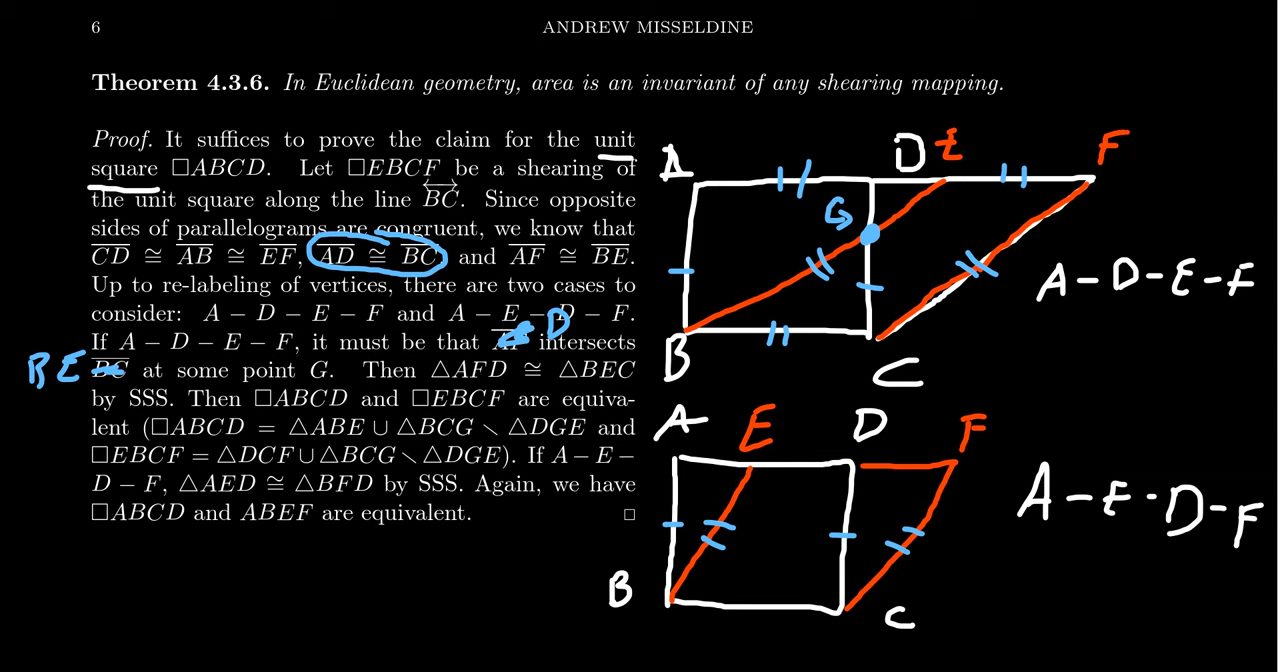 6
ANDREW MISSELDINE
Theorem 4.3.6. In Euclidean geometry, area is an invariant of any shearing mapping.
Proof. It suffices to prove the claim for the unit
square □ABCD. Let □EBCF be a shearing of
the unit square along the line BC. Since opposite
sides of parallelograms are congruent, we know that
CD ≅ AB ≅ EF, AD ≅ BC, and AF ≅ BE.
Up to re-labeling of vertices, there are two cases to
consider: A − D − E − F and A − E − D − F.
If A − D − E − F, it must be that D intersects
BE BC at some point G. Then △AFD ≅ △BEC
by SSS. Then □ABCD and □EBCF are equiva-
lent (□ABCD = △ABE ∪ △BCG ∖ △DGE and
□EBCF = △DCF ∪ △BCG ∖ △DGE). If A − E −
D − F, △AED ≅ △BFD by SSS. Again, we have
□ABCD and ABEF are equivalent. □
A D E F
G
B C
A - D - E - F
A E D F
B C
A - E - D - F